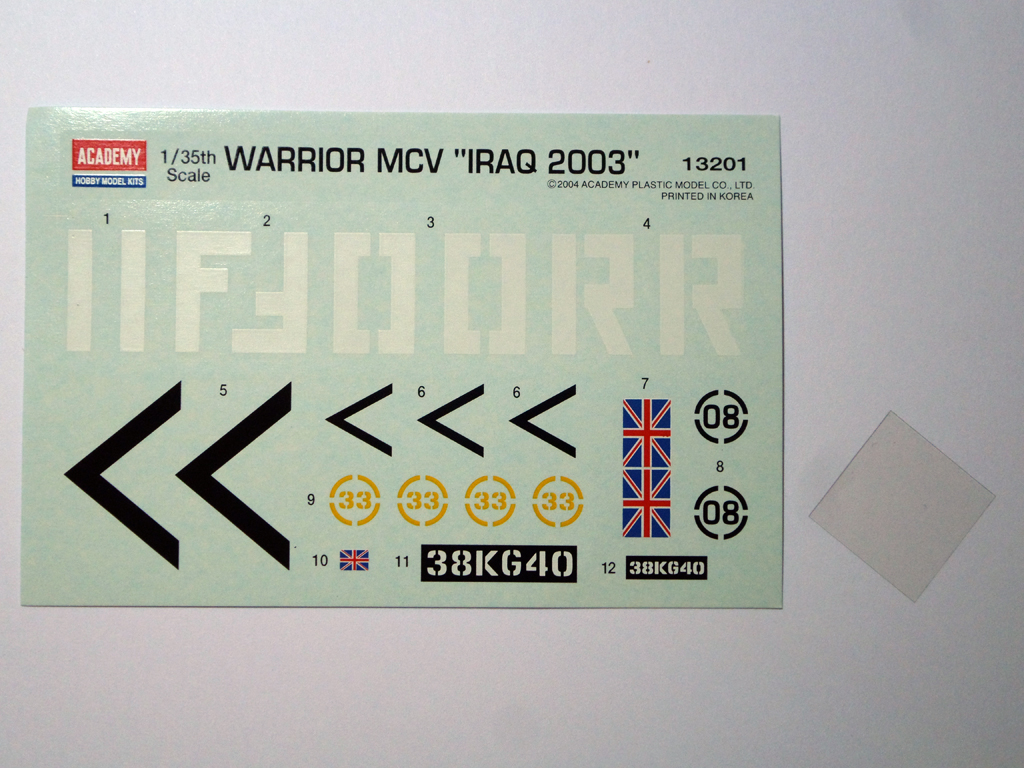 ACADEMY
HOBBY MODEL KITS
1/35th Scale
WARRIOR MCV "IRAQ 2003"
13201
©2004 ACADEMY PLASTIC MODEL CO., LTD.
PRINTED IN KOREA
1 2 3 4
I I F F O O R R
5 6 6 7
08
8
08
9 33 33 33 33
10 11 38KG40 12 38KG40